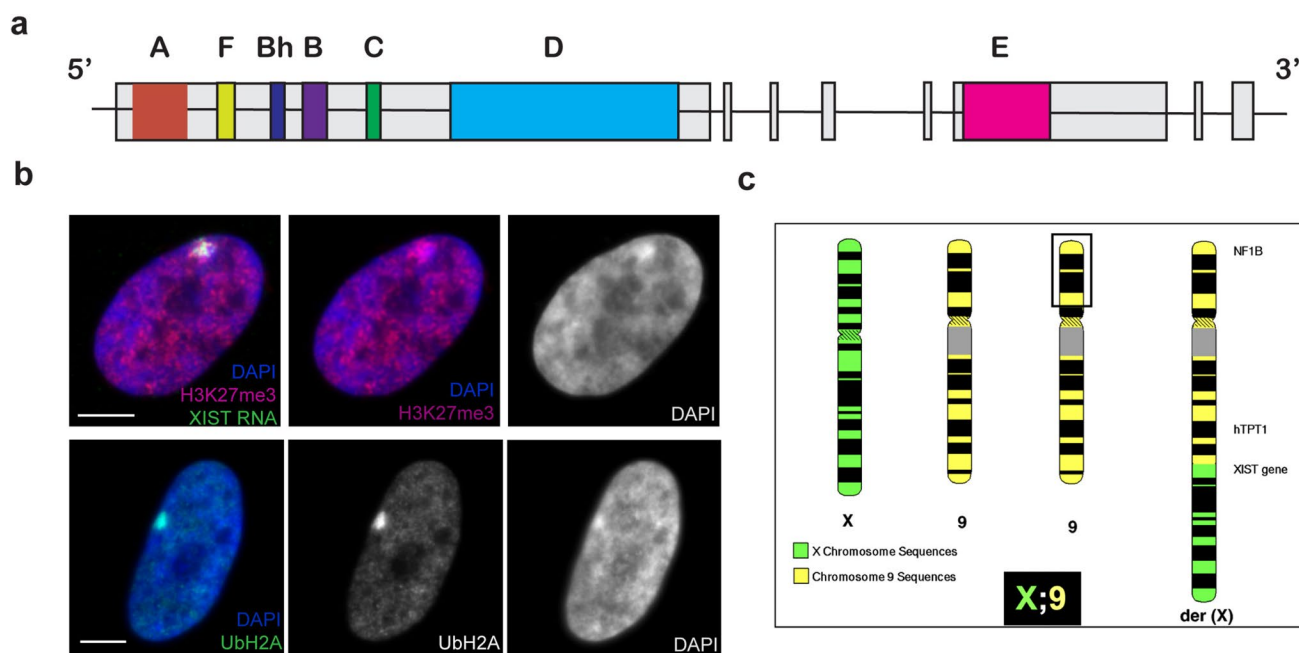 a
A F Bh B C D E
5' 3'
b
DAPI
H3K27me3
XIST RNA
DAPI
H3K27me3
DAPI
DAPI
UbH2A
UbH2A
DAPI
c
NF1B
hTPT1
XIST gene
X 9 9 der (X)
X Chromosome Sequences
Chromosome 9 Sequences
X;9